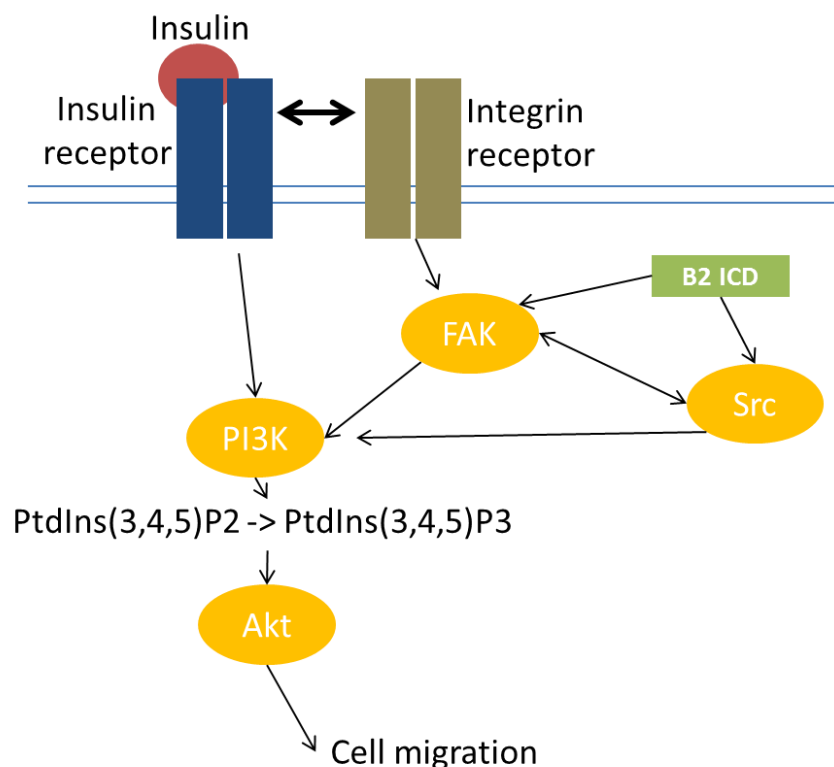 Insulin
Insulin
receptor
Integrin
receptor
B2 ICD
FAK
Src
PI3K
PtdIns(3,4,5)P2 -> PtdIns(3,4,5)P3
Akt
Cell migration